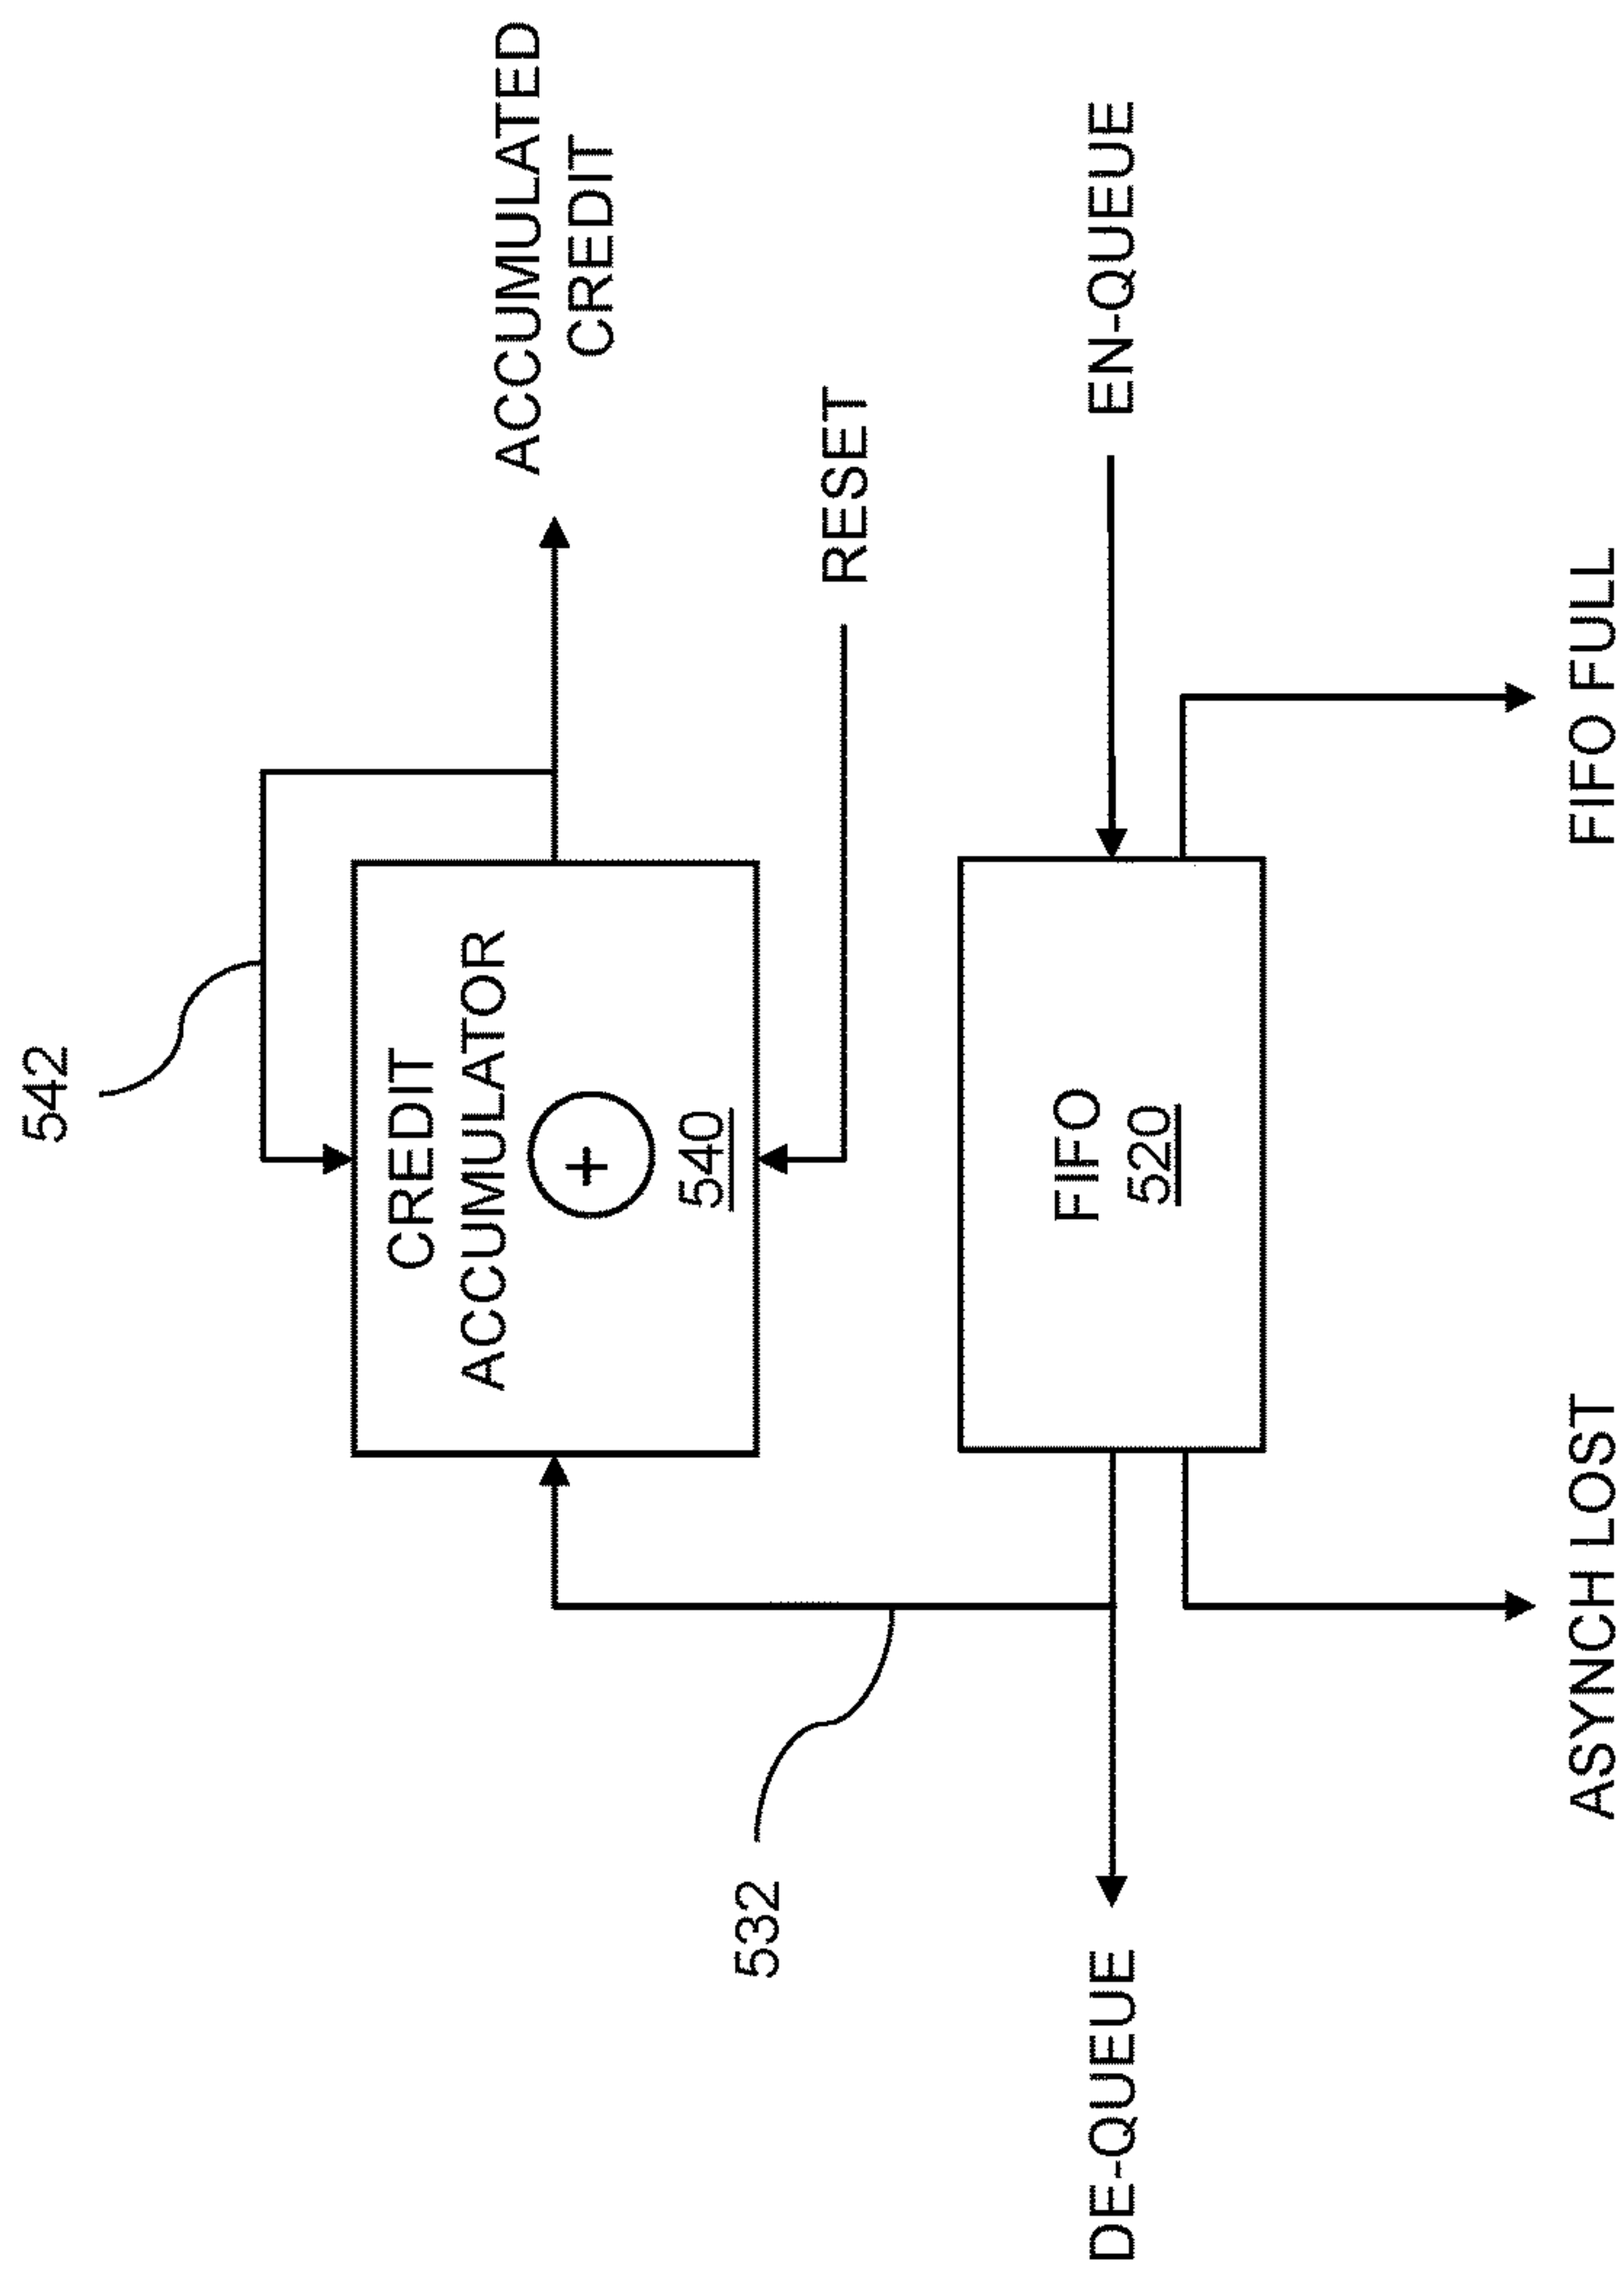 542
ACCUMULATED
CREDIT
CREDIT
ACCUMULATOR
+
540
RESET
532
DE-QUEUE
FIFO
520
EN-QUEUE
ASYNCH LOST
FIFO FULL